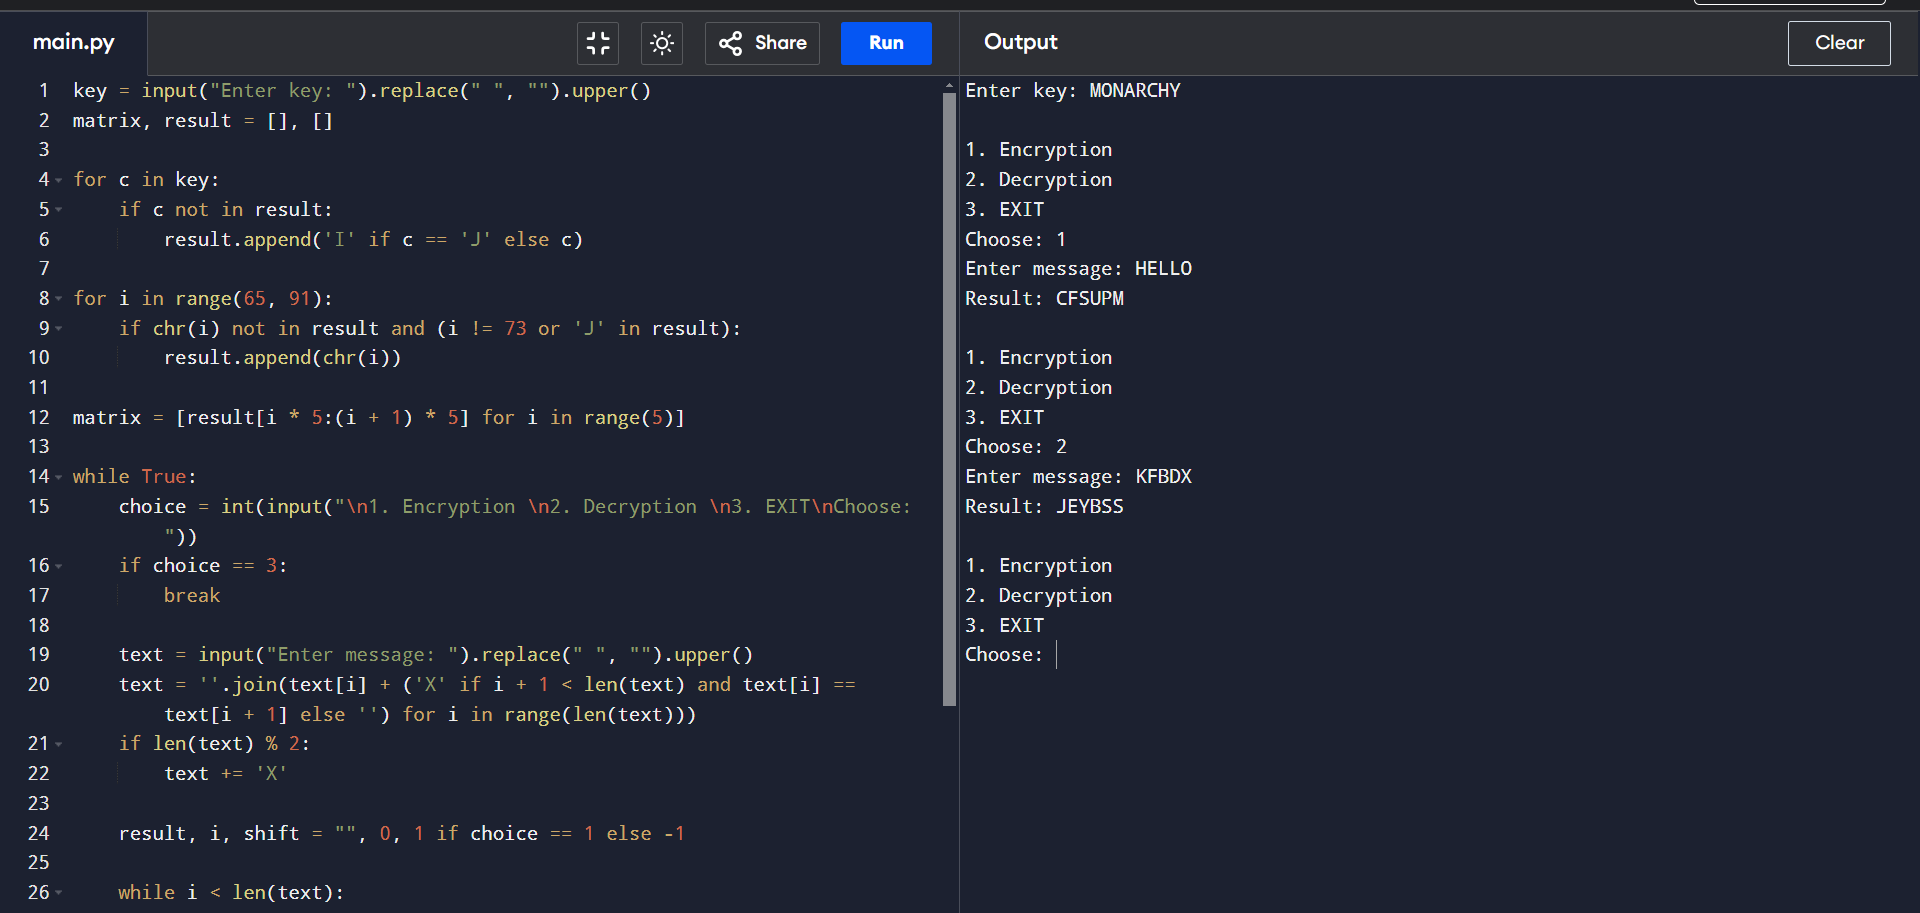 main.py
Share
Run
Output
Clear
1 key = input("Enter key: ").replace(" ", "").upper()
2 matrix, result = [], []
3
4 for c in key:
5     if c not in result:
6         result.append('I' if c == 'J' else c)
7
8 for i in range(65, 91):
9     if chr(i) not in result and (i != 73 or 'J' in result):
10         result.append(chr(i))
11
12 matrix = [result[i * 5:(i + 1) * 5] for i in range(5)]
13
14 while True:
15     choice = int(input("\n1. Encryption \n2. Decryption \n3. EXIT\nChoose:
        "))
16     if choice == 3:
17         break
18
19     text = input("Enter message: ").replace(" ", "").upper()
20     text = ''.join(text[i] + ('X' if i + 1 < len(text) and text[i] ==
        text[i + 1] else '') for i in range(len(text)))
21     if len(text) % 2:
22         text += 'X'
23
24     result, i, shift = "", 0, 1 if choice == 1 else -1
25
26     while i < len(text):
Enter key: MONARCHY
1. Encryption
2. Decryption
3. EXIT
Choose: 1
Enter message: HELLO
Result: CFSUPM
1. Encryption
2. Decryption
3. EXIT
Choose: 2
Enter message: KFBDX
Result: JEYBSS
1. Encryption
2. Decryption
3. EXIT
Choose: